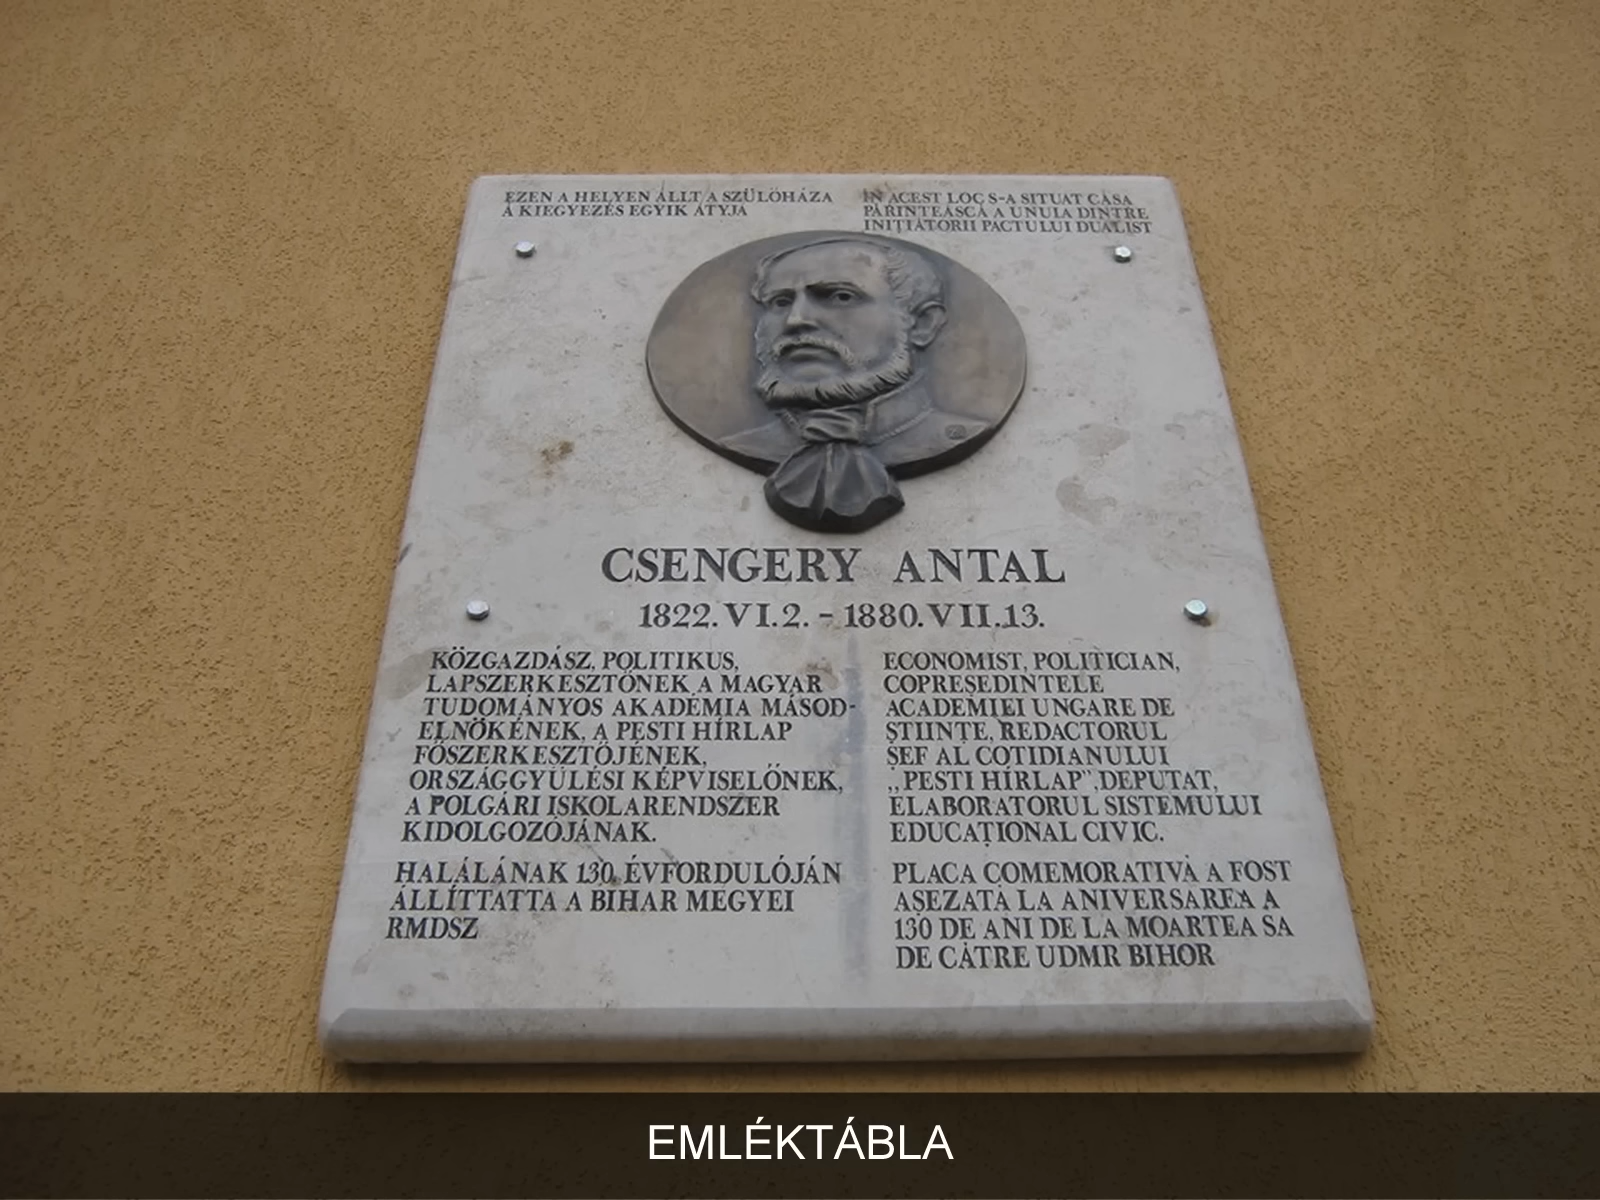 EZEN A HELYEN ÁLLT A SZÜLŐHÁZA
A KIEGYEZÉS EGYIK ATYJA
ÎN ACEST LOC S-A SITUAT CASA
PĂRINTEASCĂ A UNUIA DINTRE
INIȚIATORII PACTULUI DUALIST
CSENGERY ANTAL
1822.VI.2. - 1880.VII.13.
KÖZGAZDÁSZ, POLITIKUS,
LAPSZERKESZTŐNEK A MAGYAR
TUDOMÁNYOS AKADÉMIA MÁSOD-
ELNÖKÉNEK, A PESTI HÍRLAP
FŐSZERKESZTŐJÉNEK,
ORSZÁGGYŰLÉSI KÉPVISELŐNEK,
A POLGÁRI ISKOLARENDSZER
KIDOLGOZÓJÁNAK.
HALÁLÁNAK 130. ÉVFORDULÓJÁN
ÁLLÍTTATTA A BIHAR MEGYEI
RMDSZ
ECONOMIST, POLITICIAN,
COPREȘEDINTELE
ACADEMIEI UNGARE DE
ȘTIINȚE, REDACTORUL
ȘEF AL COTIDIANULUI
„PESTI HÍRLAP”, DEPUTAT,
ELABORATORUL SISTEMULUI
EDUCAȚIONAL CIVIC.
PLACA COMEMORATIVĂ A FOST
AȘEZATĂ LA ANIVERSAREA A
130 DE ANI DE LA MOARTEA SA
DE CĂTRE UDMR BIHOR
EMLÉKTÁBLA